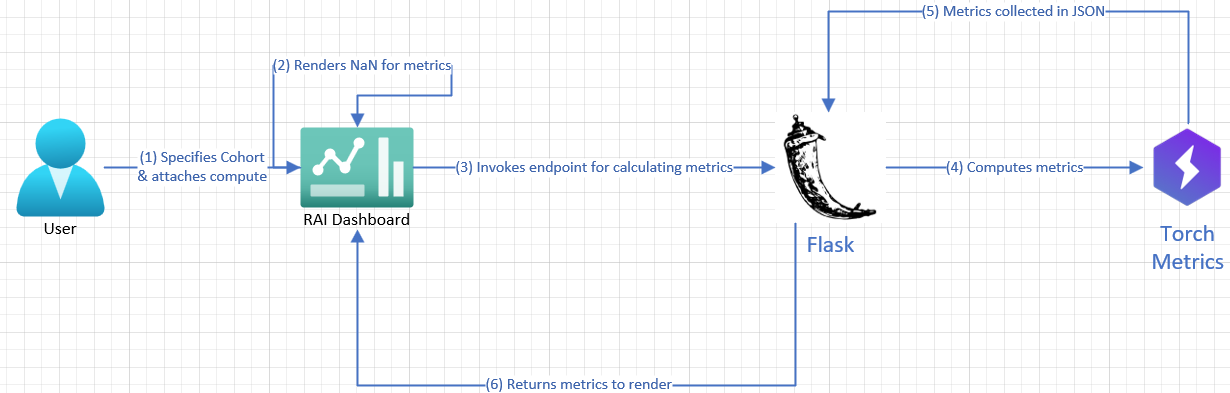 (5) Metrics collected in JSON
(2) Renders NaN for metrics
(1) Specifies Cohort
& attaches compute
(3) Invokes endpoint for calculating metrics
(4) Computes metrics
User
RAI Dashboard
Flask
Torch
Metrics
(6) Returns metrics to render